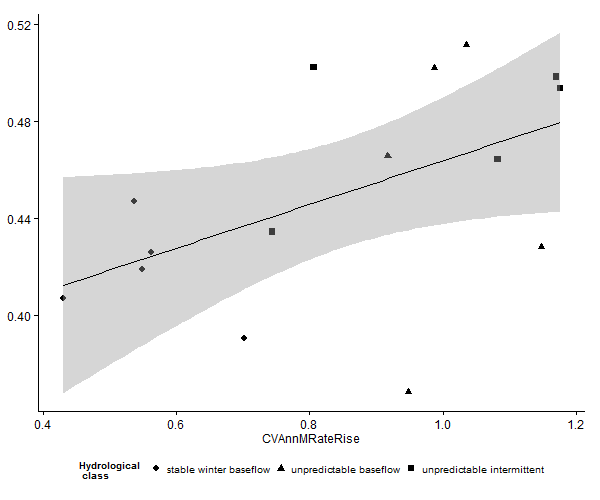 0.52
0.48
0.44
0.40
0.4 0.6 0.8 1.0 1.2
CVAnnMRateRise
Hydrological
class
stable winter baseflow unpredictable baseflow unpredictable intermittent